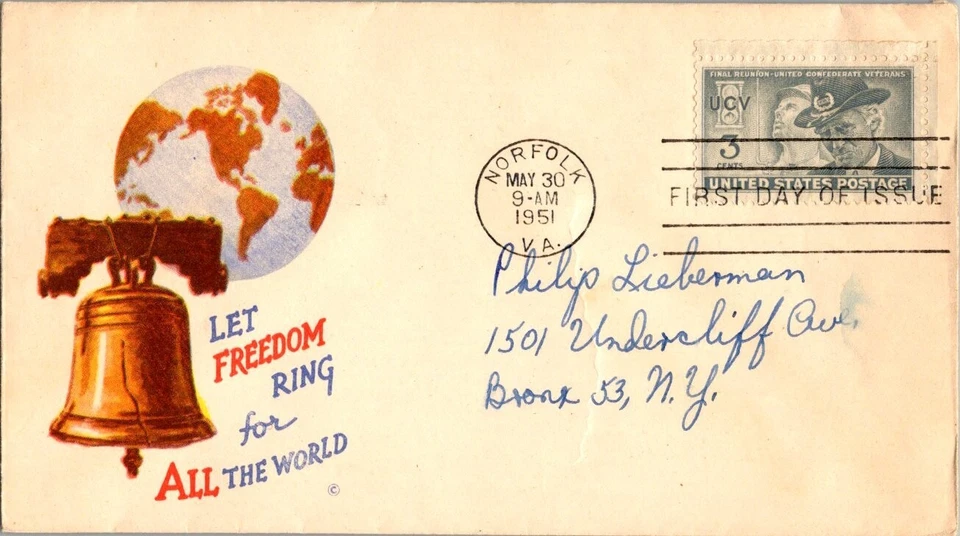 LET
FREEDOM
RING
for
ALL THE WORLD
©
NORFOLK
MAY 30
9-AM
1951
VA.
FINAL REUNION-UNITED CONFEDERATE VETERANS
UCV
3
CENTS
UNITED STATES POSTAGE
FIRST DAY OF ISSUE
Philip Lieberman
1501 Undercliff Ave.
Bronx 53, N.Y.